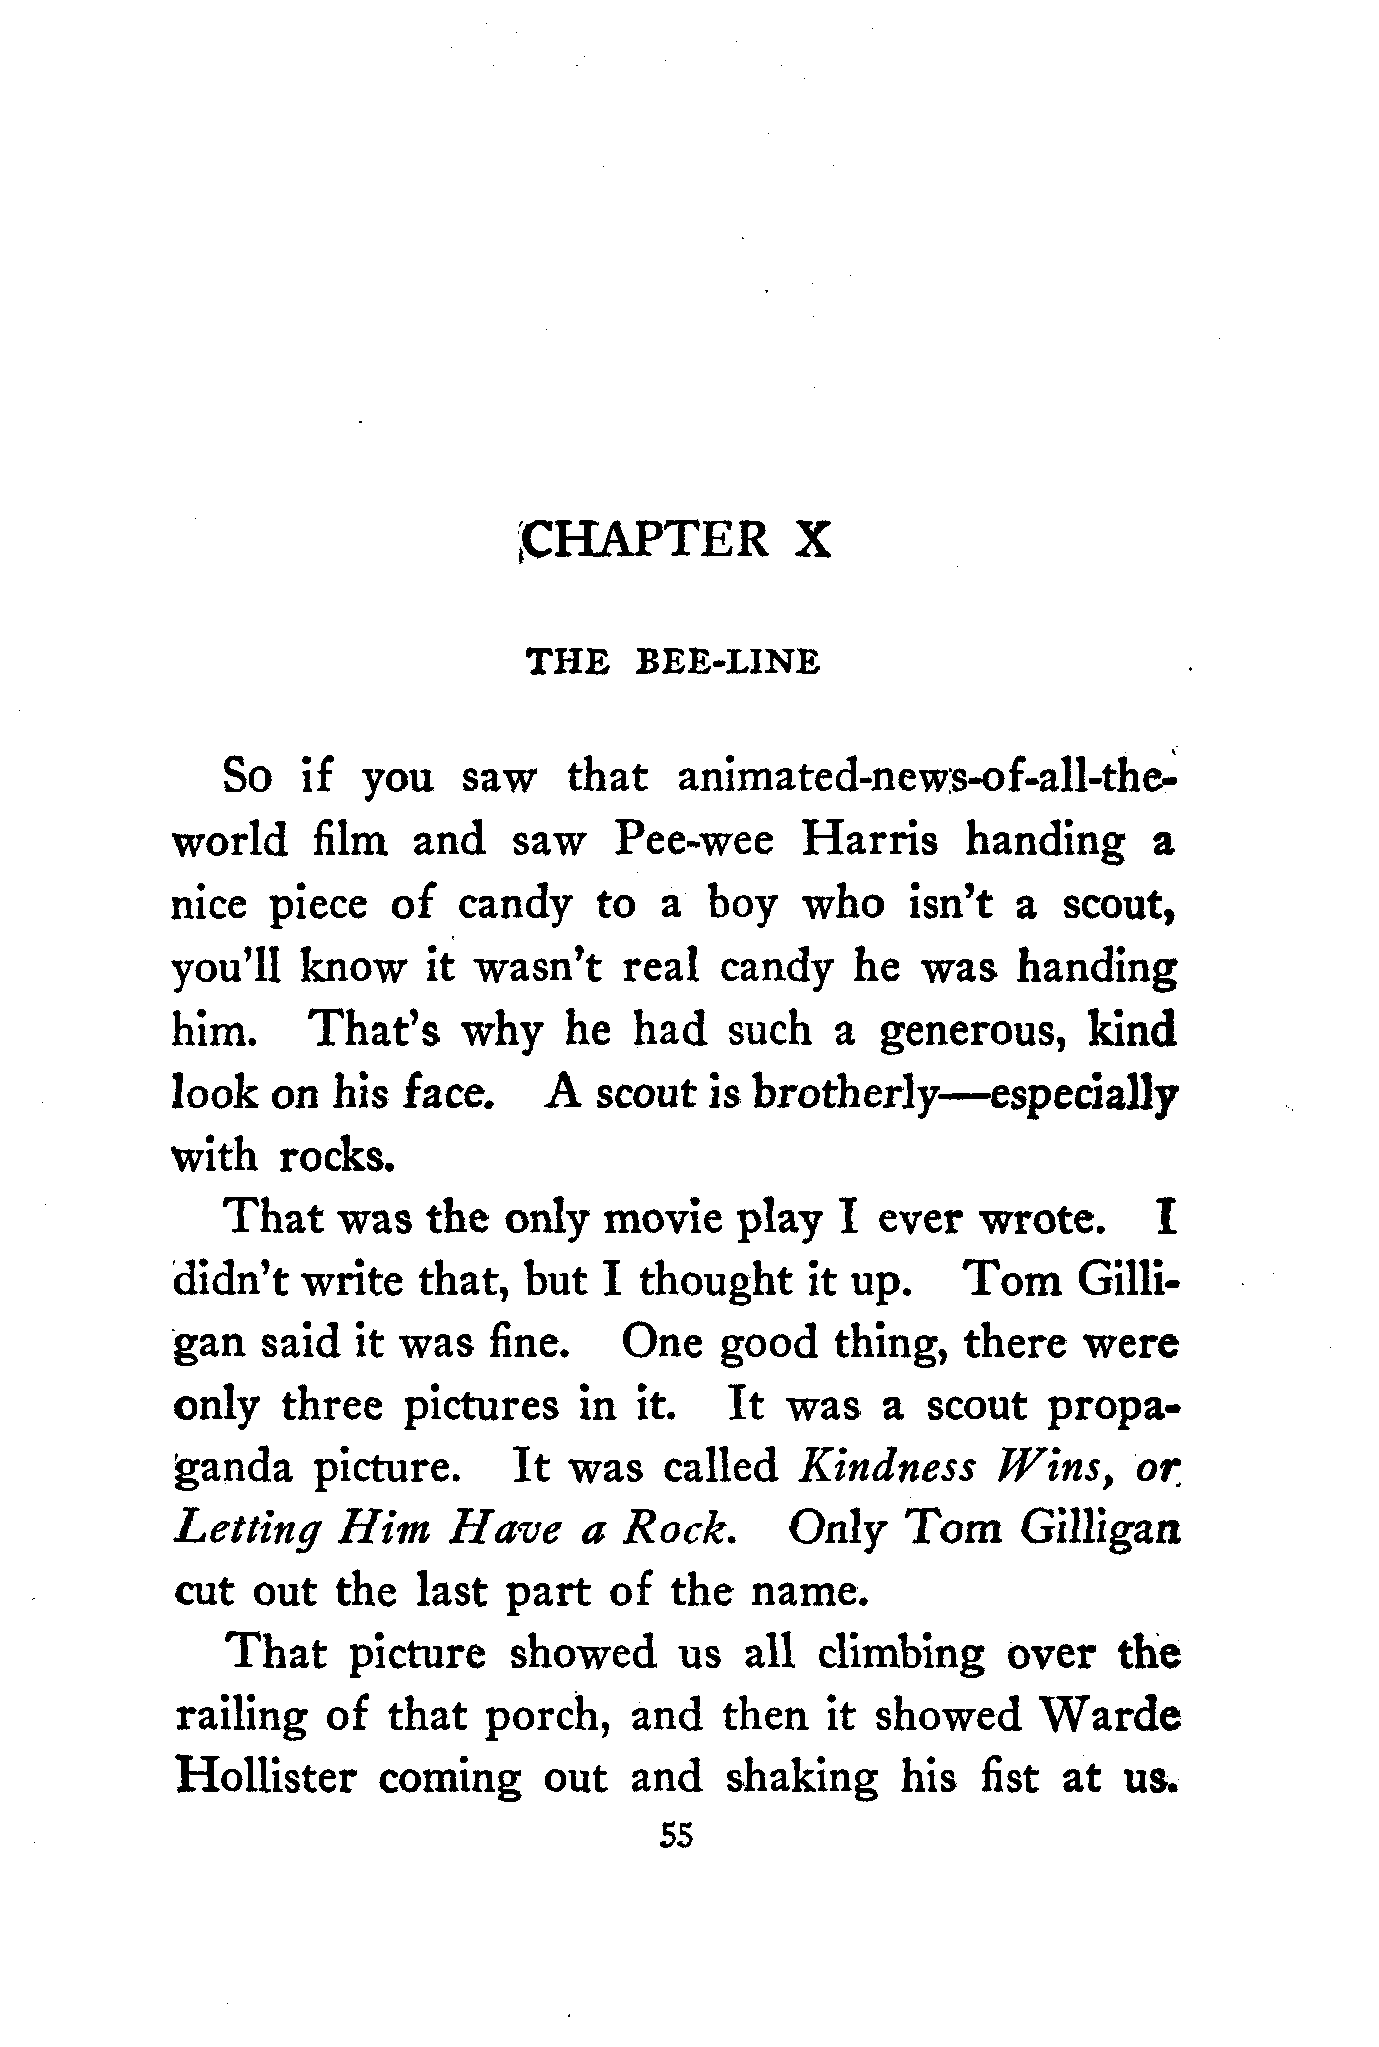 CHAPTER X
THE BEE-LINE
So if you saw that animated-news-of-all-the-
world film and saw Pee-wee Harris handing a
nice piece of candy to a boy who isn't a scout,
you'll know it wasn't real candy he was handing
him. That's why he had such a generous, kind
look on his face. A scout is brotherly—especially
with rocks.
That was the only movie play I ever wrote. I
didn't write that, but I thought it up. Tom Gilli-
gan said it was fine. One good thing, there were
only three pictures in it. It was a scout propa-
ganda picture. It was called Kindness Wins, or
Letting Him Have a Rock. Only Tom Gilligan
cut out the last part of the name.
That picture showed us all climbing over the
railing of that porch, and then it showed Warde
Hollister coming out and shaking his fist at us.
55